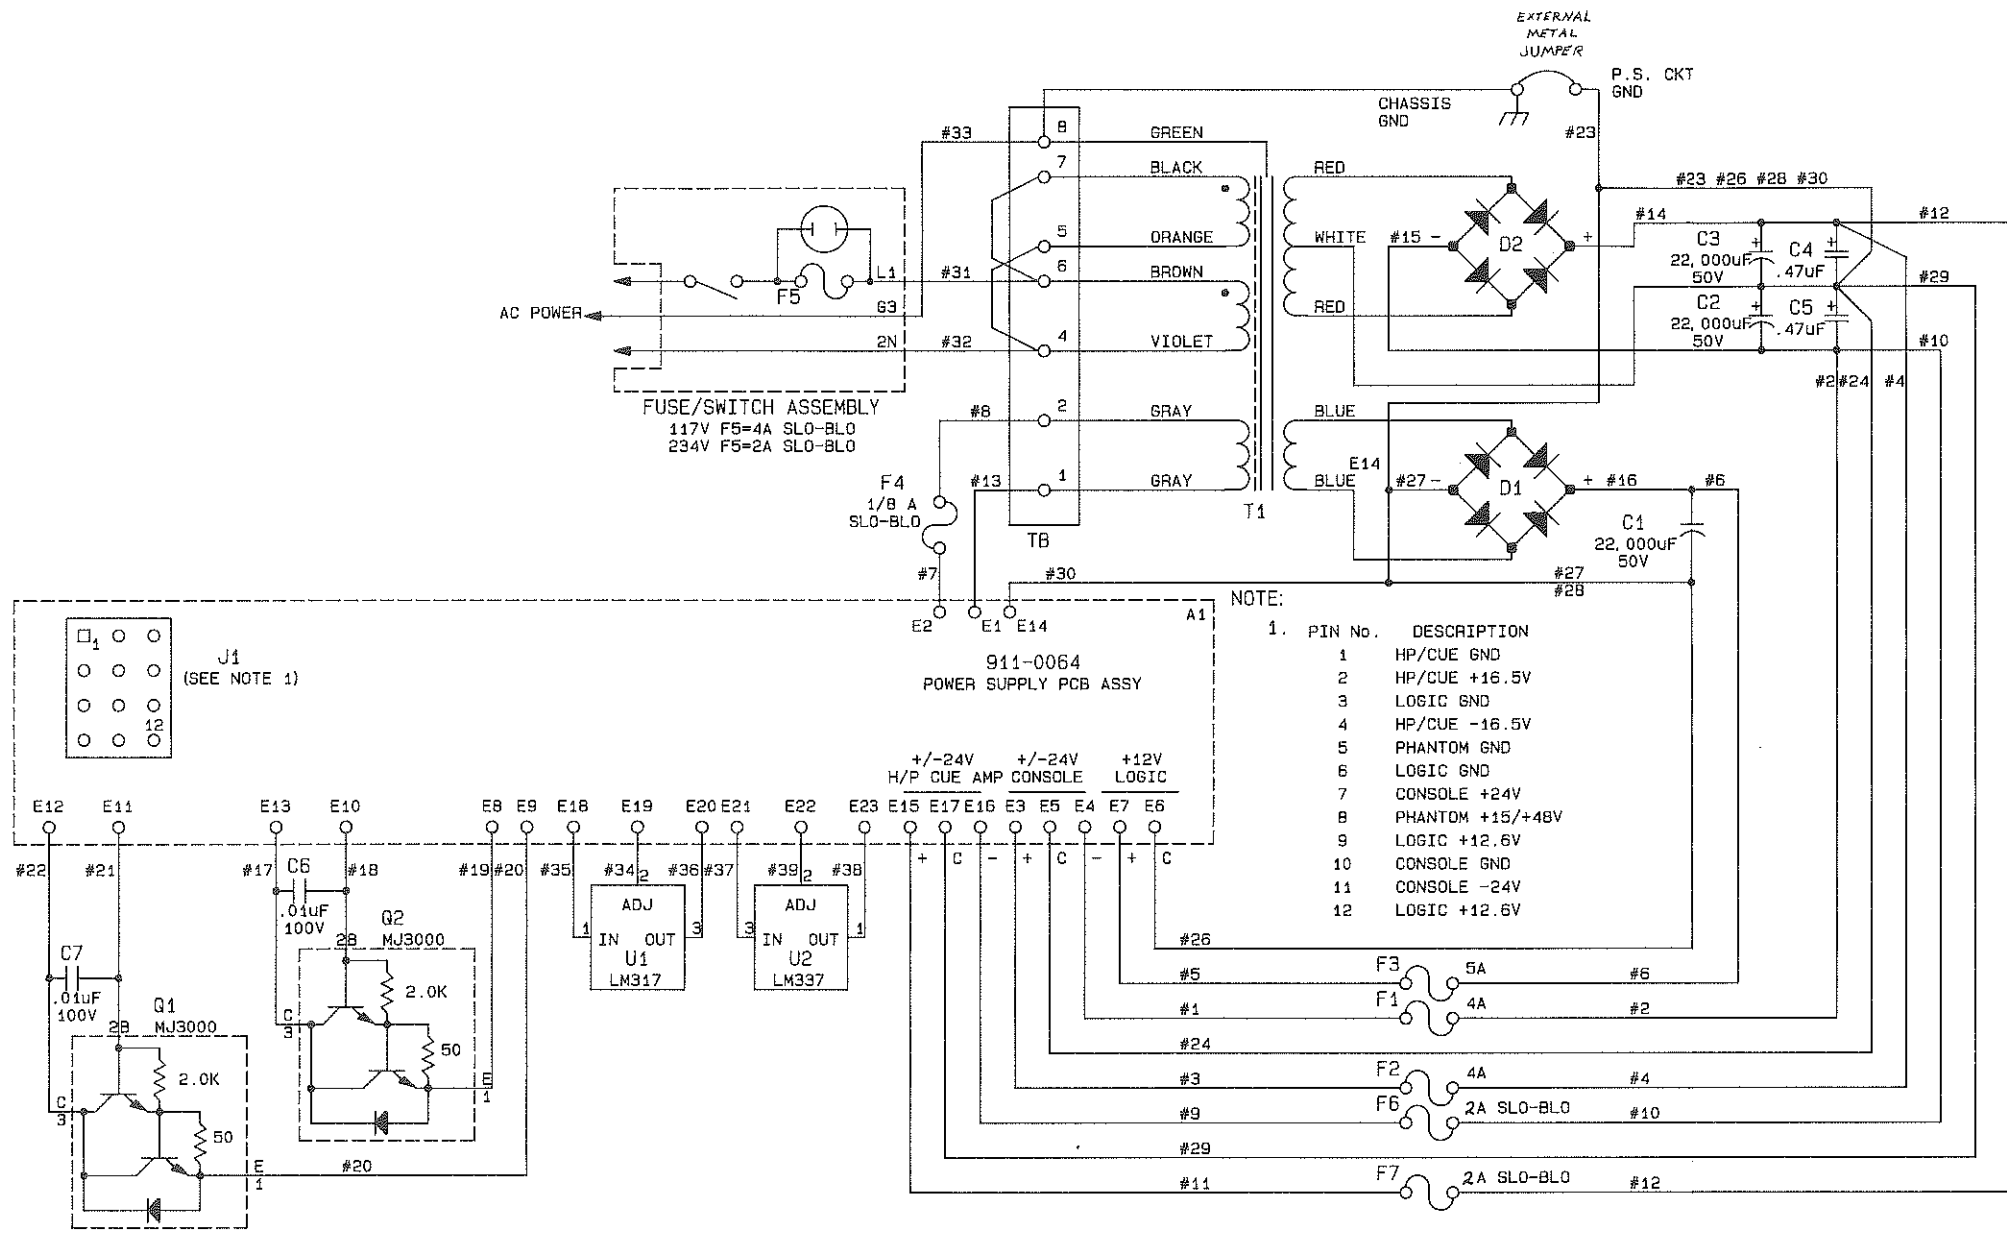 EXTERNAL
METAL
JUMPER
P.S. CKT
GND
CHASSIS
GND
#23
#33
8
GREEN
7
BLACK
RED
#23 #26 #28 #30
#14
#12
5
ORANGE
WHITE
#15 -
D2
+
C3
22,000uF
50V
+
C4
.47uF
+
L1
#31
6
BROWN
F5
#29
AC POWER
G3
RED
C2
22,000uF
50V
+
C5
.47uF
+
2N
#32
4
VIOLET
#10
#2 #24 #4
FUSE/SWITCH ASSEMBLY
117V F5=4A SLO-BLO
234V F5=2A SLO-BLO
#8
2
GRAY
BLUE
F4
1/8 A
SLO-BLO
#13
1
GRAY
E14
BLUE
#27 -
D1
+ #16
#6
T1
TB
C1
22,000uF
50V
#7
#30
#27
#28
E2
E1 E14
A1
J1
(SEE NOTE 1)
1
12
911-0064
POWER SUPPLY PCB ASSY
NOTE:
1. PIN No. DESCRIPTION
1 HP/CUE GND
2 HP/CUE +16.5V
3 LOGIC GND
4 HP/CUE -16.5V
5 PHANTOM GND
6 LOGIC GND
7 CONSOLE +24V
8 PHANTOM +15/+48V
9 LOGIC +12.6V
10 CONSOLE GND
11 CONSOLE -24V
12 LOGIC +12.6V
+/-24V
H/P CUE AMP
+/-24V
CONSOLE
+12V
LOGIC
E12 E11 E13 E10 E8 E9 E18 E19 E20 E21 E22 E23 E15 E17 E16 E3 E5 E4 E7 E6
+ C - + C - + C
#22 #21 #17 #18 #19 #20 #35 #34 2 #36 #37 #39 2 #38
C6
.01uF
100V
Q2
MJ3000
2B
ADJ
1
IN OUT
3
U1
LM317
ADJ
3
IN OUT
1
U2
LM337
C7
.01uF
100V
2.0K
C
3
50
E
1
Q1
MJ3000
2B
2.0K
C
3
50
E
1
#20
#26
#5
F3
5A
#6
#1
F1
4A
#2
#24
#3
F2
4A
#4
#9
F6
2A SLO-BLO
#10
#29
#11
F7
2A SLO-BLO
#12